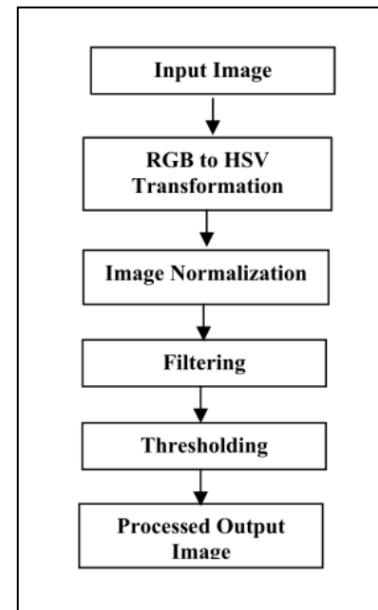 Input Image
RGB to HSV
Transformation
Image Normalization
Filtering
Thresholding
Processed Output
Image